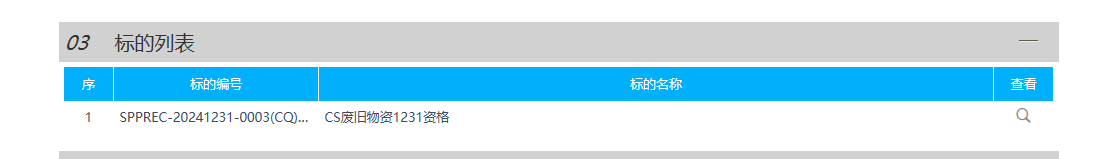 03 标的列表 —
序 标的编号 标的名称 查看
1 SPPREC-20241231-0003(CQ)... CS废旧物资1231资格